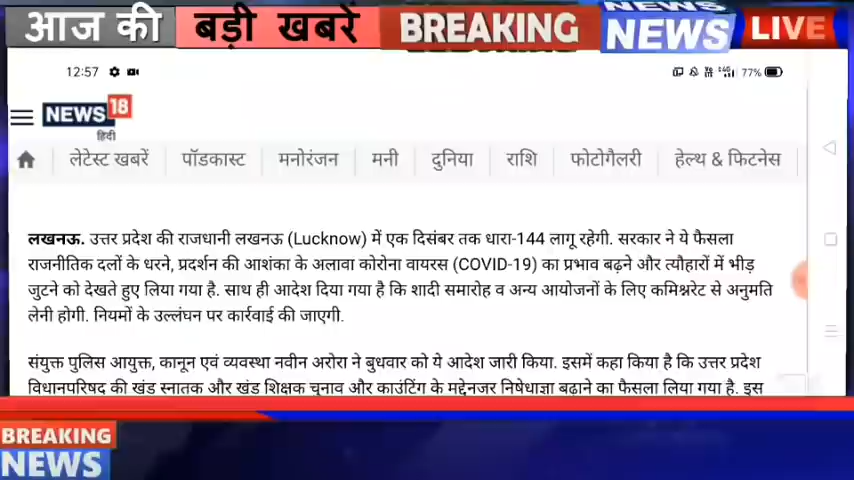 आज की बड़ी खबरें BREAKING NEWS NEWS LIVE
12:57 77%
NEWS 18
हिंदी
लेटेस्ट खबरें पॉडकास्ट मनोरंजन मनी दुनिया राशि फोटोगैलरी हेल्थ & फिटनेस
लखनऊ. उत्तर प्रदेश की राजधानी लखनऊ (Lucknow) में एक दिसंबर तक धारा-144 लागू रहेगी. सरकार ने ये फैसला
राजनीतिक दलों के धरने, प्रदर्शन की आशंका के अलावा कोरोना वायरस (COVID-19) का प्रभाव बढ़ने और त्यौहारों में भीड़
जुटने को देखते हुए लिया गया है. साथ ही आदेश दिया गया है कि शादी समारोह व अन्य आयोजनों के लिए कमिश्नरेट से अनुमति
लेनी होगी. नियमों के उल्लंघन पर कार्रवाई की जाएगी.
संयुक्त पुलिस आयुक्त, कानून एवं व्यवस्था नवीन अरोरा ने बुधवार को ये आदेश जारी किया. इसमें कहा किया है कि उत्तर प्रदेश
विधानपरिषद की खंड स्नातक और खंड शिक्षक चुनाव और काउंटिंग के मद्देनजर निषेधाज्ञा बढ़ाने का फैसला लिया गया है. इस
BREAKING
NEWS